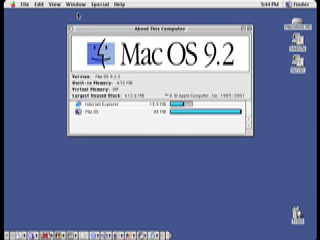 File Edit View Window Special Help 5:44 PM Finder
About This Computer
Mac OS 9.2
Version: Mac OS 9.2.2
Built-in Memory:
Virtual Memory: Off
Largest Unused Block: ™ & © Apple Computer, Inc. 1983-2001
Internet Explorer
Mac OS
Trash